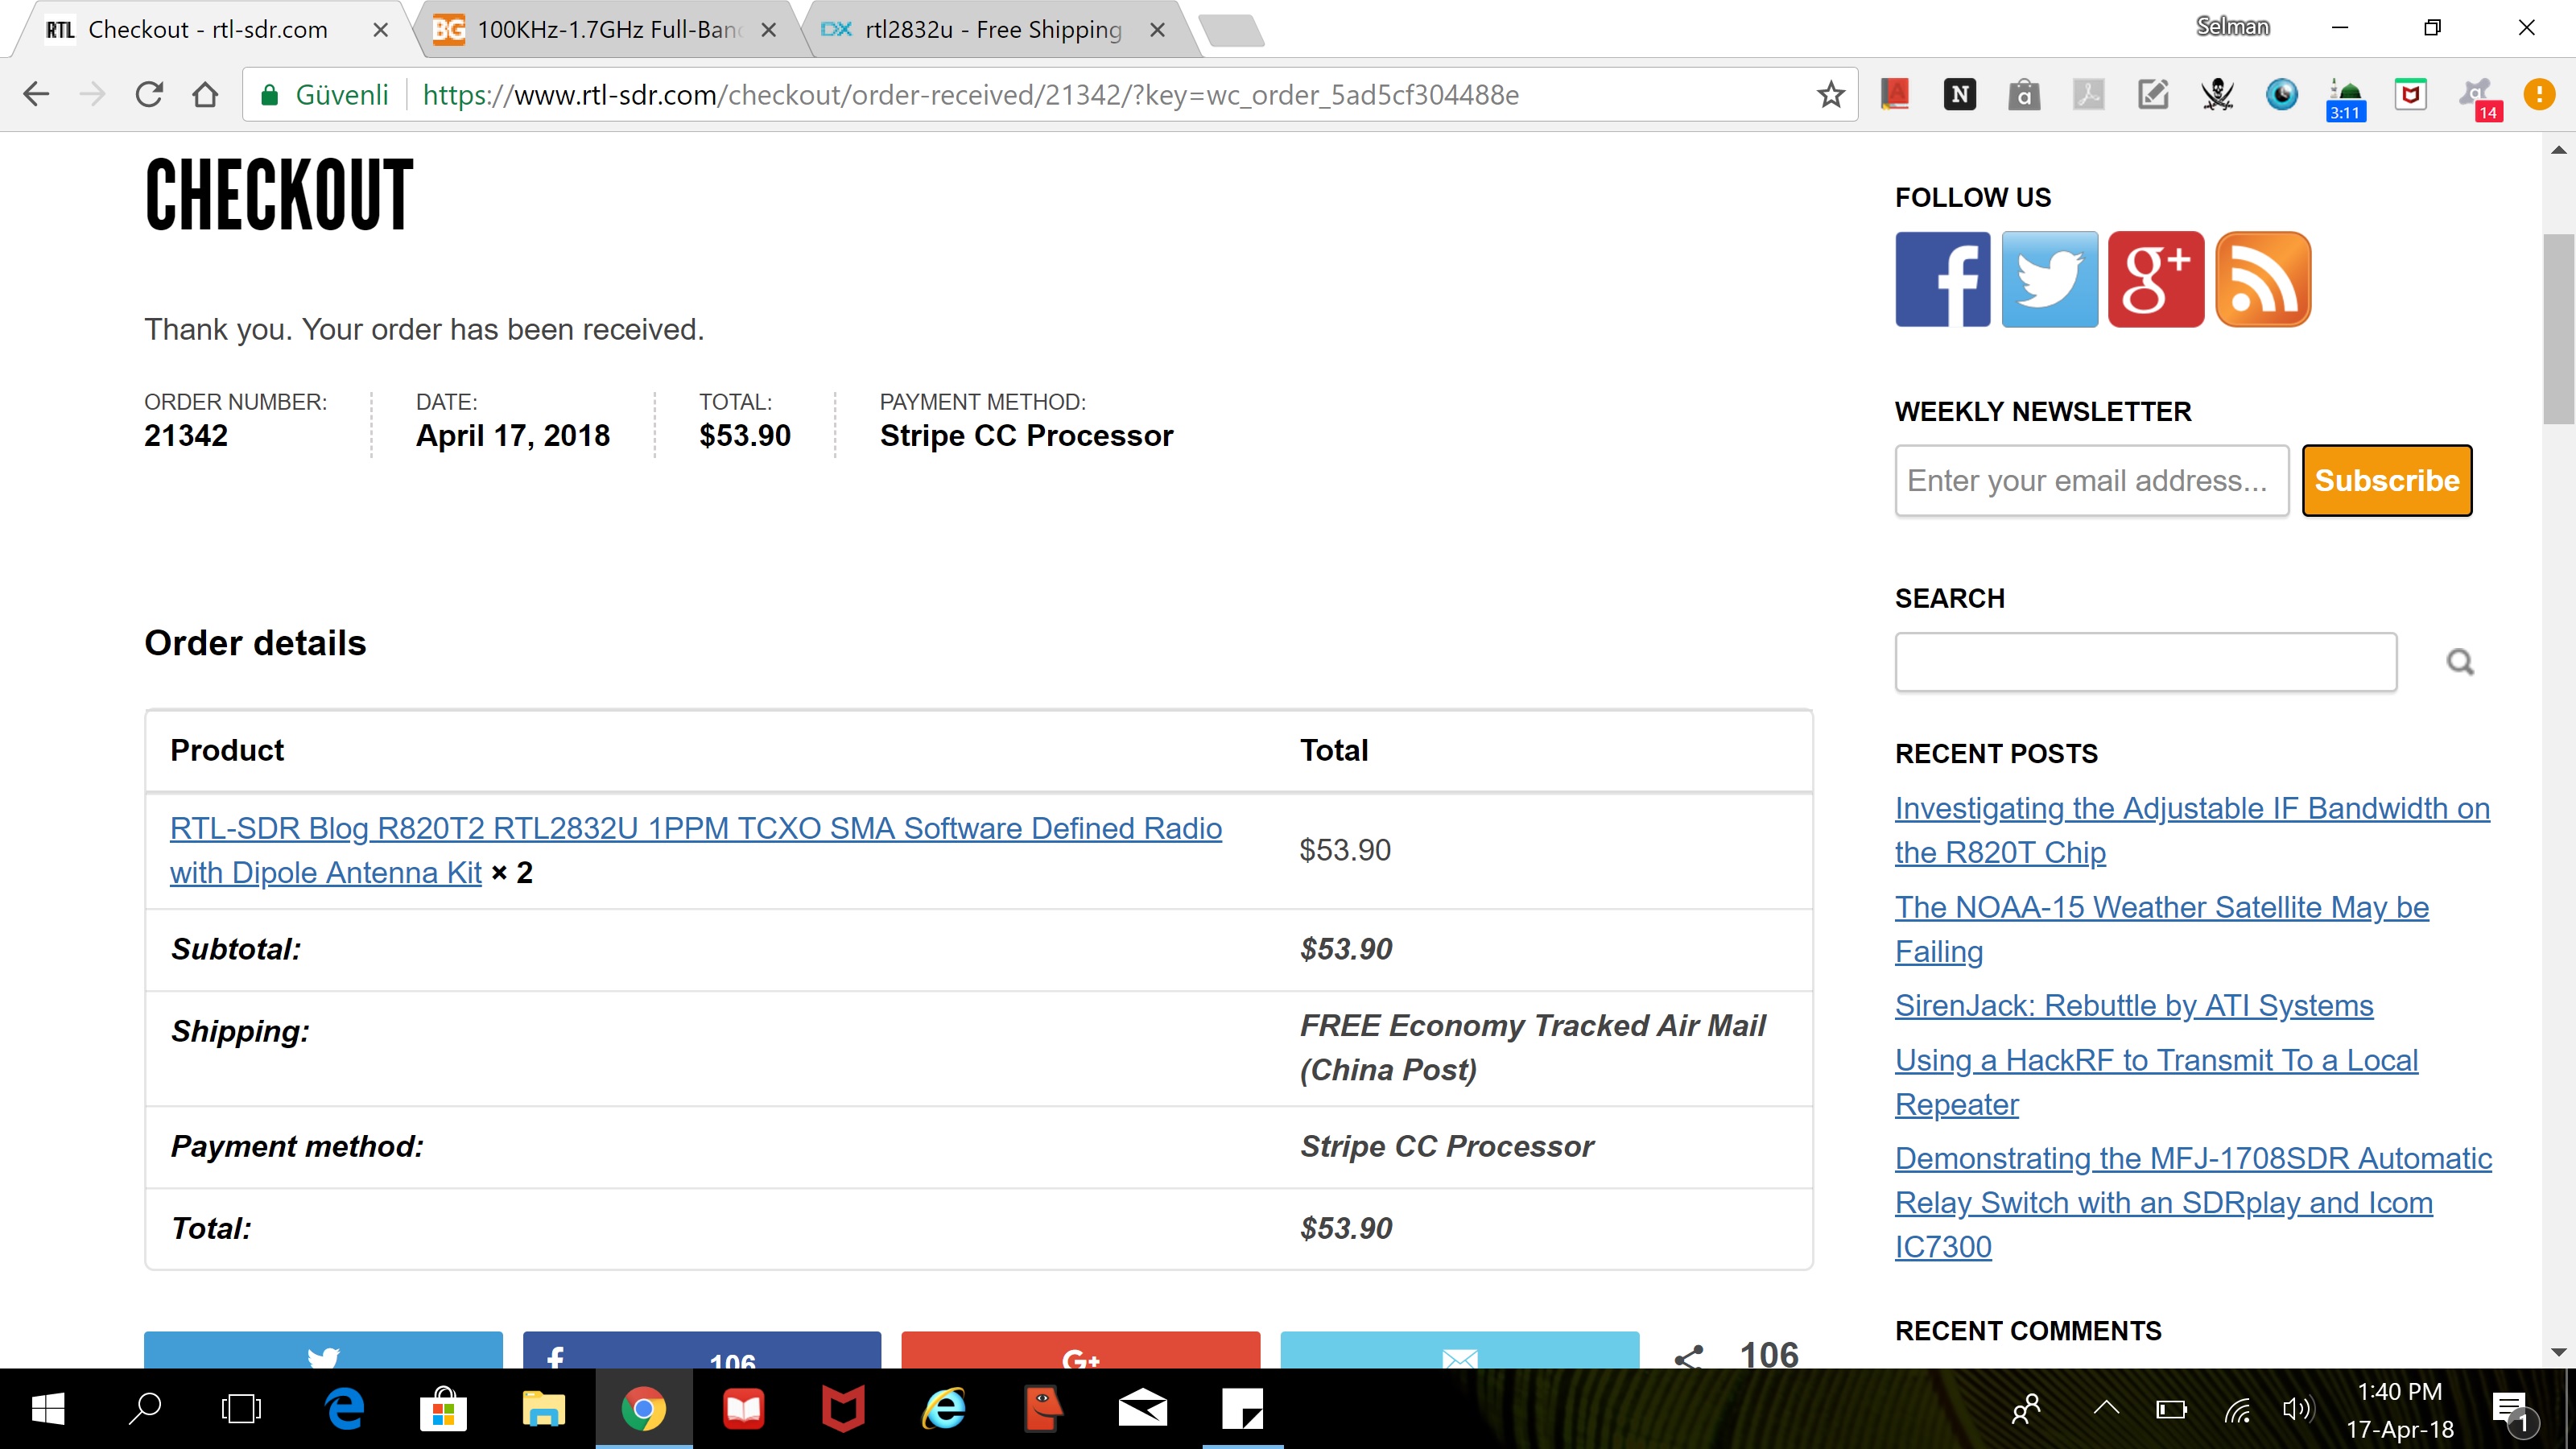 RTL Checkout - rtl-sdr.com
BG 100KHz-1.7GHz Full-Ban
DX rtl2832u - Free Shipping
Selman
Güvenli https://www.rtl-sdr.com/checkout/order-received/21342/?key=wc_order_5ad5cf304488e
3:11
14
CHECKOUT
Thank you. Your order has been received.
ORDER NUMBER: DATE: TOTAL: PAYMENT METHOD:
21342 April 17, 2018 $53.90 Stripe CC Processor
Order details
Product Total
RTL-SDR Blog R820T2 RTL2832U 1PPM TCXO SMA Software Defined Radio
with Dipole Antenna Kit × 2
$53.90
Subtotal: $53.90
Shipping: FREE Economy Tracked Air Mail
(China Post)
Payment method: Stripe CC Processor
Total: $53.90
106
G+
106
FOLLOW US
WEEKLY NEWSLETTER
Enter your email address... Subscribe
SEARCH
RECENT POSTS
Investigating the Adjustable IF Bandwidth on
the R820T Chip
The NOAA-15 Weather Satellite May be
Failing
SirenJack: Rebuttle by ATI Systems
Using a HackRF to Transmit To a Local
Repeater
Demonstrating the MFJ-1708SDR Automatic
Relay Switch with an SDRplay and Icom
IC7300
RECENT COMMENTS
1:40 PM
17-Apr-18
1